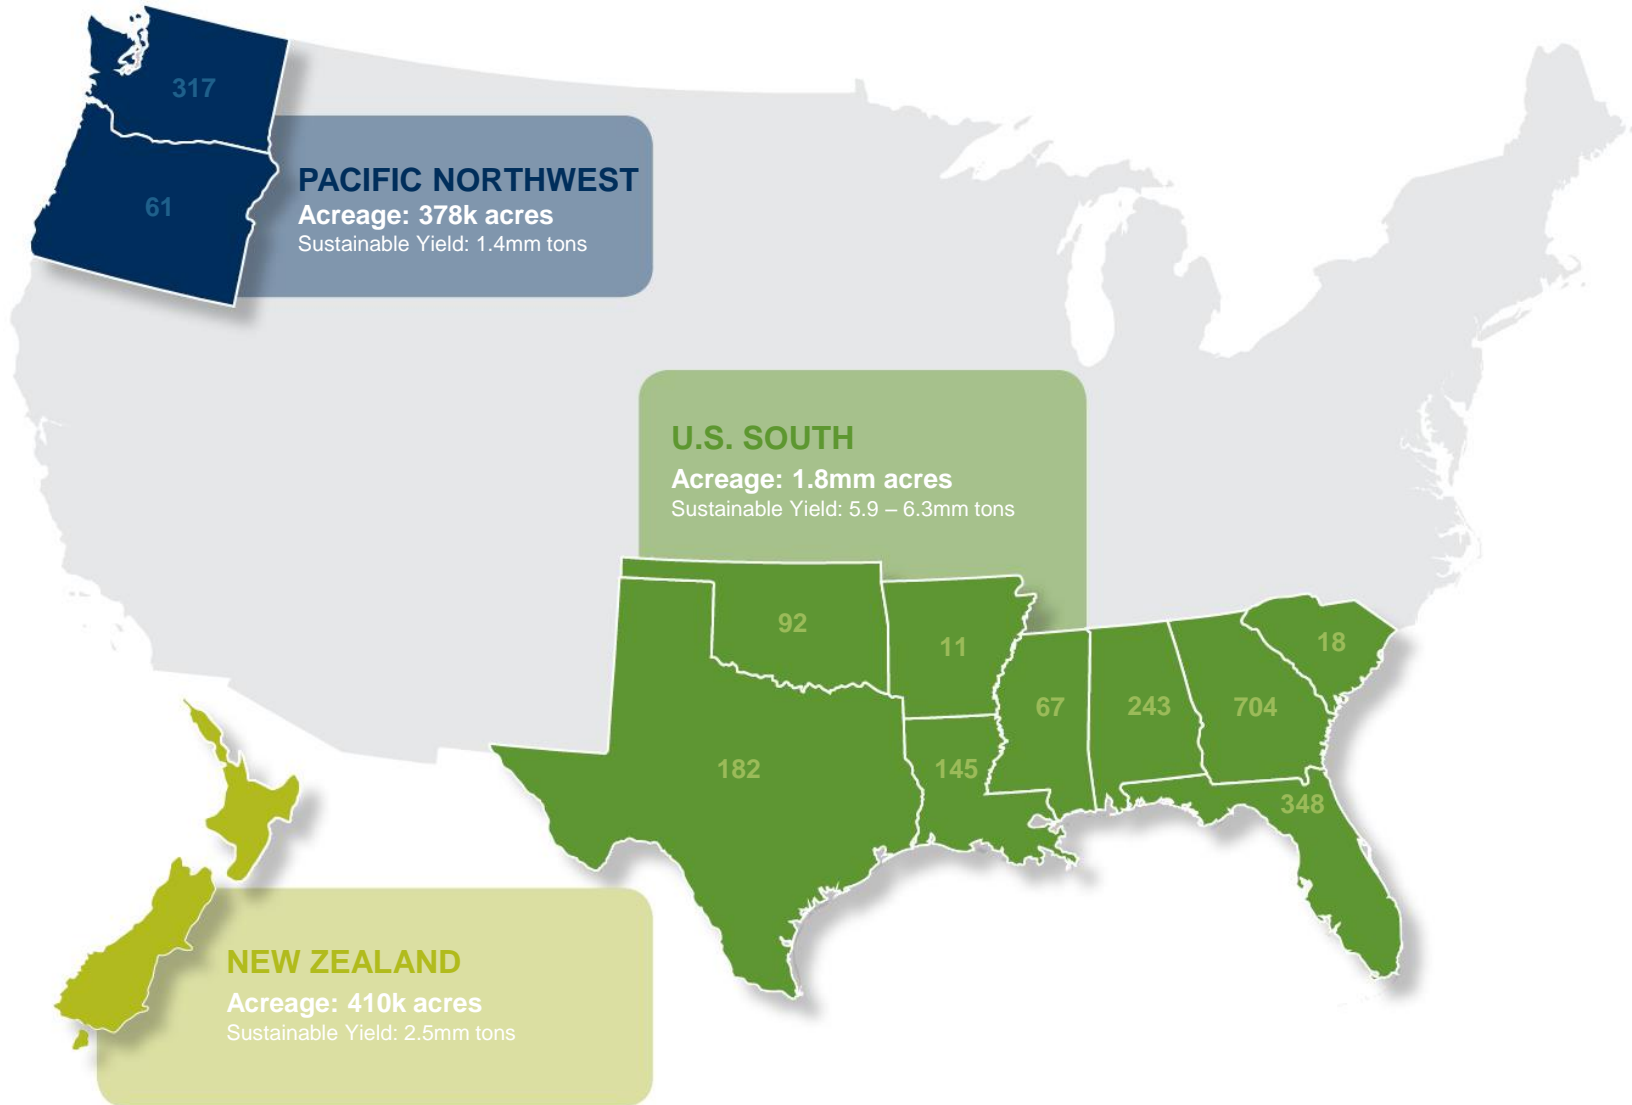 317
61
PACIFIC NORTHWEST
Acreage: 378k acres
Sustainable Yield: 1.4mm tons
U.S. SOUTH
Acreage: 1.8mm acres
Sustainable Yield: 5.9 – 6.3mm tons
92
11
18
67
243
704
182
145
348
NEW ZEALAND
Acreage: 410k acres
Sustainable Yield: 2.5mm tons